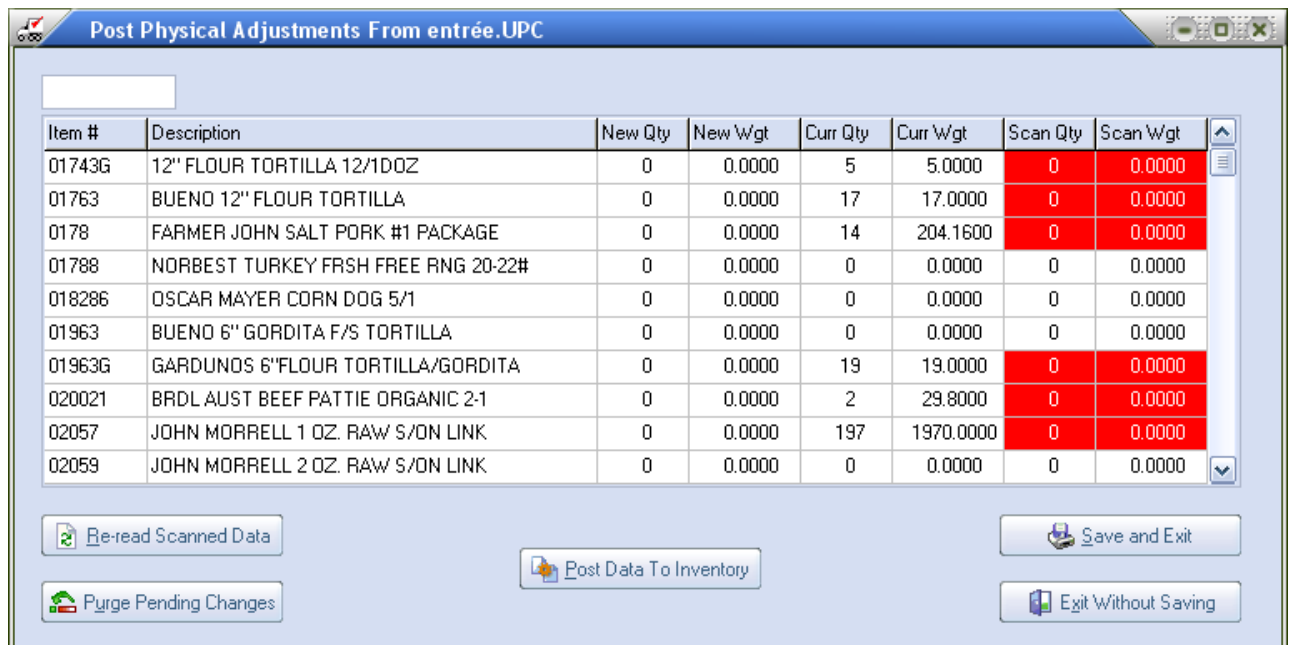 Post Physical Adjustments From entrée.UPC
Item # Description New Qty New Wgt Curr Qty Curr Wgt Scan Qty Scan Wgt
01743G 12" FLOUR TORTILLA 12/1DOZ 0 0.0000 5 5.0000 0 0.0000
01763 BUENO 12" FLOUR TORTILLA 0 0.0000 17 17.0000 0 0.0000
0178 FARMER JOHN SALT PORK #1 PACKAGE 0 0.0000 14 204.1600 0 0.0000
01788 NORBEST TURKEY FRSH FREE RNG 20-22# 0 0.0000 0 0.0000 0 0.0000
018286 OSCAR MAYER CORN DOG 5/1 0 0.0000 0 0.0000 0 0.0000
01963 BUENO 6" GORDITA F/S TORTILLA 0 0.0000 0 0.0000 0 0.0000
01963G GARDUNOS 6"FLOUR TORTILLA/GORDITA 0 0.0000 19 19.0000 0 0.0000
020021 BRDL AUST BEEF PATTIE ORGANIC 2-1 0 0.0000 2 29.8000 0 0.0000
02057 JOHN MORRELL 1 OZ. RAW S/ON LINK 0 0.0000 197 1970.0000 0 0.0000
02059 JOHN MORRELL 2 OZ. RAW S/ON LINK 0 0.0000 0 0.0000 0 0.0000
Re-read Scanned Data
Save and Exit
Post Data To Inventory
Purge Pending Changes
Exit Without Saving